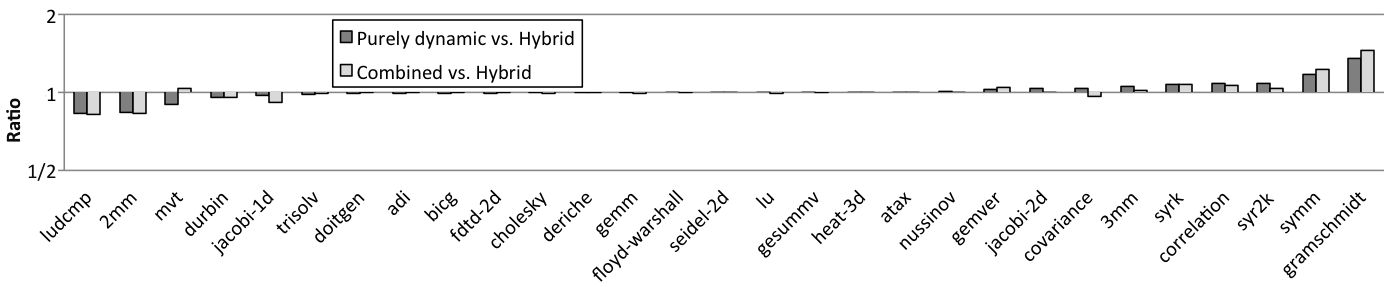 2
Purely dynamic vs. Hybrid
Combined vs. Hybrid
1
1/2
Ratio
ludcmp
2mm
mvt
durbin
jacobi-1d
trisolv
doitgen
adi
bicg
fdtd-2d
cholesky
deriche
gemm
floyd-warshall
seidel-2d
lu
gesummv
heat-3d
atax
nussinov
gemver
jacobi-2d
covariance
3mm
syrk
correlation
syr2k
symm
gramschmidt